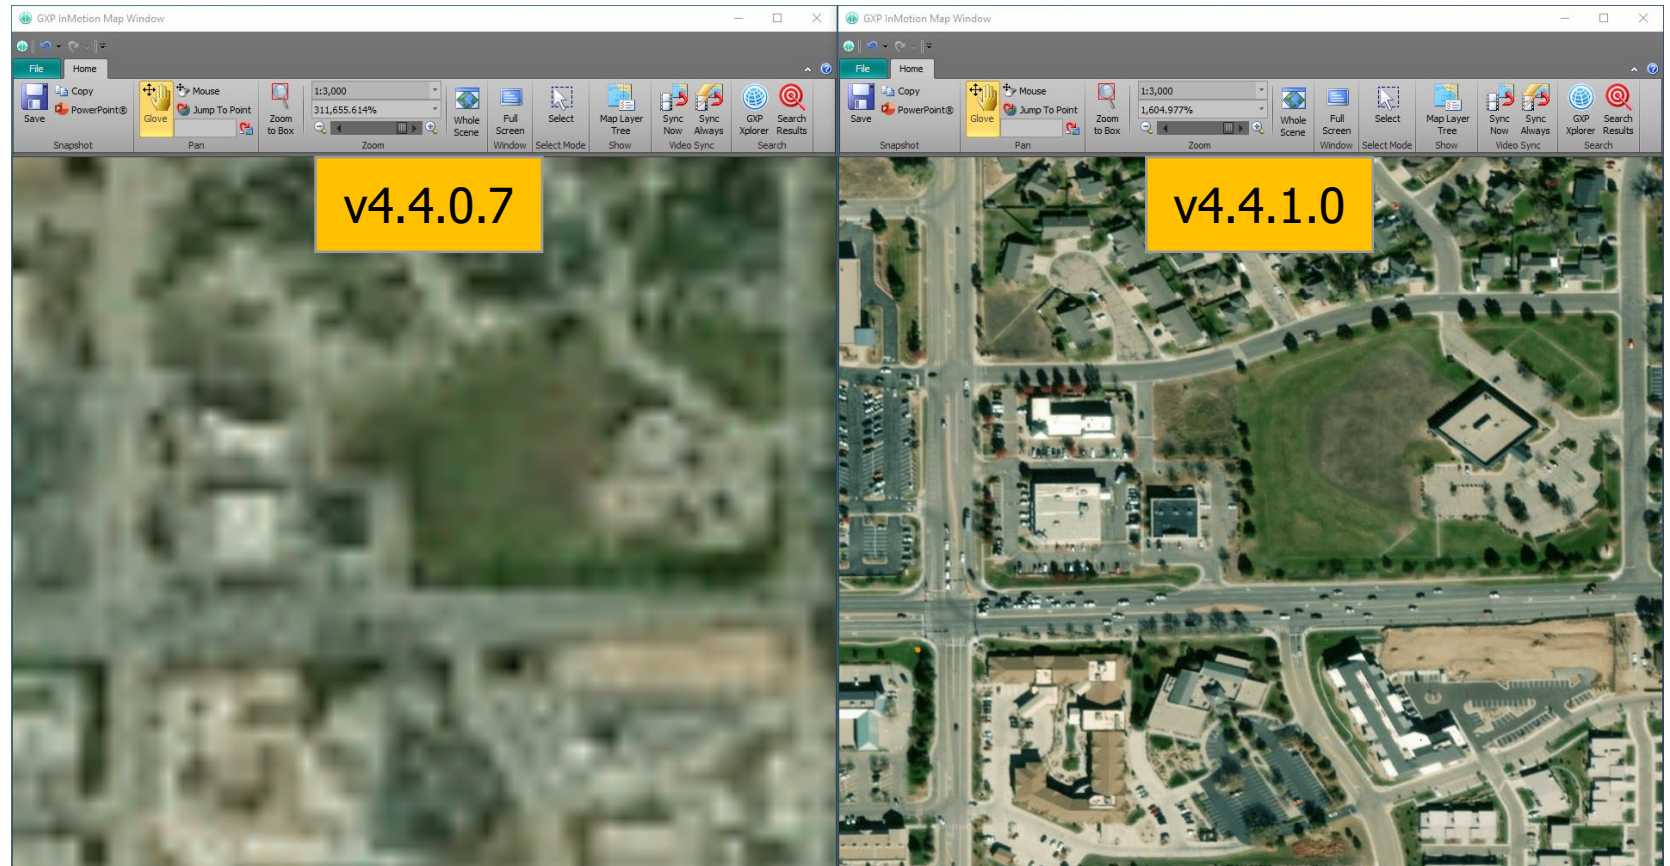 GXP InMotion Map Window
File Home
Save
Copy
PowerPoint®
Snapshot
Glove
Mouse
Jump To Point
Pan
Zoom
to Box
1:3,000
311,655.614%
Zoom
Whole
Scene
Full
Screen
Window
Select
Select Mode
Map Layer
Tree
Show
Sync
Now
Sync
Always
Video Sync
GXP
Xplorer
Search
Results
Search
v4.4.0.7
GXP InMotion Map Window
File Home
Save
Copy
PowerPoint®
Snapshot
Glove
Mouse
Jump To Point
Pan
Zoom
to Box
1:3,000
1,604.977%
Zoom
Whole
Scene
Full
Screen
Window
Select
Select Mode
Map Layer
Tree
Show
Sync
Now
Sync
Always
Video Sync
GXP
Xplorer
Search
Results
Search
v4.4.1.0